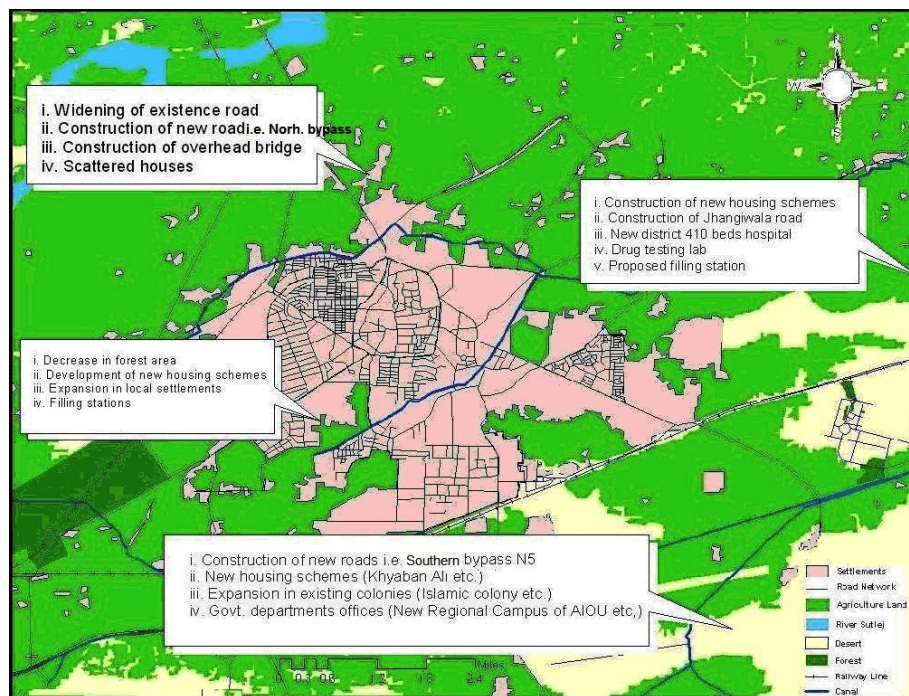 i. Widening of existence road
ii. Construction of new road i.e. Norh. bypass
iii. Construction of overhead bridge
iv. Scattered houses
i. Construction of new housing schemes
ii. Construction of Jhangiwala road
iii. New district 410 beds hospital
iv. Drug testing lab
v. Proposed filling station
i. Decrease in forest area
ii. Development of new housing schemes
iii. Expansion in local settlements
iv. Filling stations
i. Construction of new roads i.e. Southern bypass N5
ii. New housing schemes (Khyaban Ali etc.)
iii. Expansion in existing colonies (Islamic colony etc.)
iv. Govt. departments offices (New Regional Campus of AIOU etc,)
Settlements
Road Network
Agriculture Land
River Sutlej
Desert
Forest
Railway Line
Canal
Miles